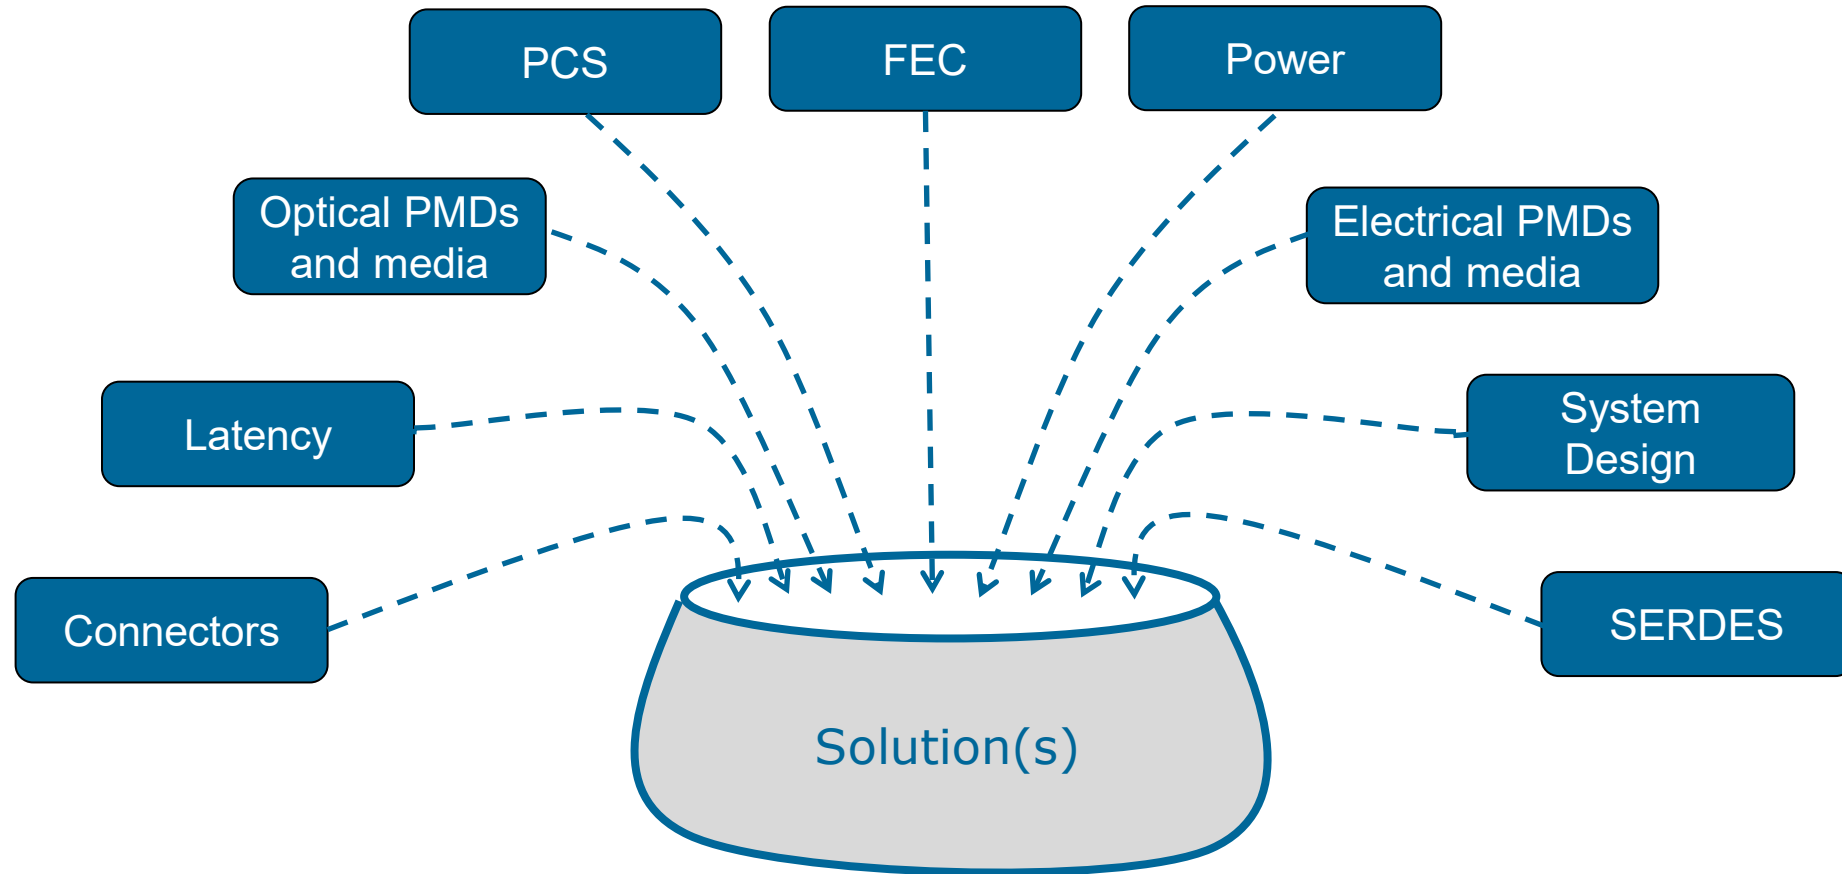 PCS
FEC
Power
Optical PMDs
and media
Electrical PMDs
and media
Latency
System
Design
Connectors
SERDES
Solution(s)